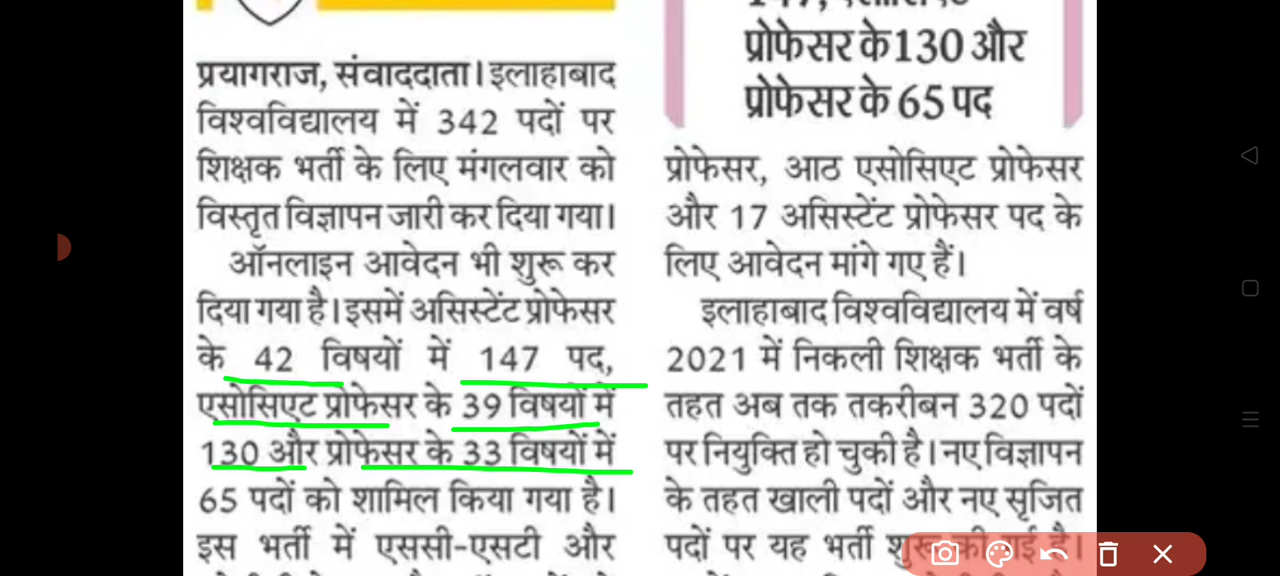 प्रयागराज, संवाददाता। इलाहाबाद
विश्वविद्यालय में 342 पदों पर
शिक्षक भर्ती के लिए मंगलवार को
विस्तृत विज्ञापन जारी कर दिया गया।
ऑनलाइन आवेदन भी शुरू कर
दिया गया है। इसमें असिस्टेंट प्रोफेसर
के 42 विषयों में 147 पद,
एसोसिएट प्रोफेसर के 39 विषयों में
130 और प्रोफेसर के 33 विषयों में
65 पदों को शामिल किया गया है।
इस भर्ती में एससी-एसटी और
प्रोफेसर के 130 और
प्रोफेसर के 65 पद
प्रोफेसर, आठ एसोसिएट प्रोफेसर
और 17 असिस्टेंट प्रोफेसर पद के
लिए आवेदन मांगे गए हैं।
इलाहाबाद विश्वविद्यालय में वर्ष
2021 में निकली शिक्षक भर्ती के
तहत अब तक तकरीबन 320 पदों
पर नियुक्ति हो चुकी है। नए विज्ञापन
के तहत खाली पदों और नए सृजित
पदों पर यह भर्ती शुरू की गई है।